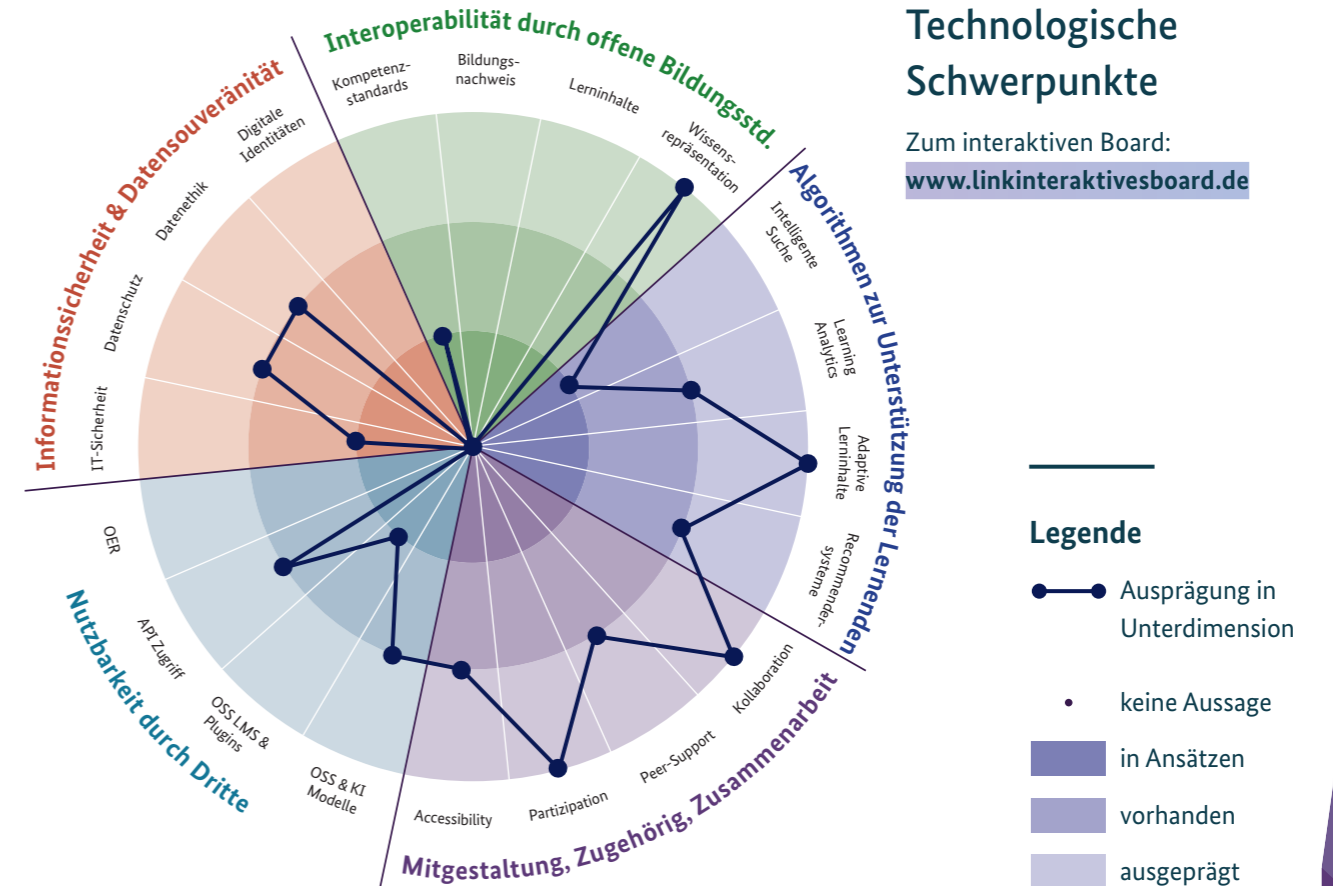 Technologische
Schwerpunkte
Zum interaktiven Board:
www.linkinteraktivesboard.de
Interoperabilität durch offene Bildungsstd.
Kompetenz-
standards
Bildungs-
nachweis
Lerninhalte
Wissens-
repräsentation
Algorithmen zur Unterstützung der Lernenden
Intelligente
Suche
Learning
Analytics
Adaptive
Lerninhalte
Recommender-
systeme
Mitgestaltung, Zugehörig, Zusammenarbeit
Kollaboration
Peer-Support
Partizipation
Accessibility
Nutzbarkeit durch Dritte
OSS & KI
Modelle
OSS LMS &
Plugins
API Zugriff
OER
Informationssicherheit & Datensouveränität
IT-Sicherheit
Datenschutz
Datenethik
Digitale
Identitäten
Legende
Ausprägung in
Unterdimension
keine Aussage
in Ansätzen
vorhanden
ausgeprägt